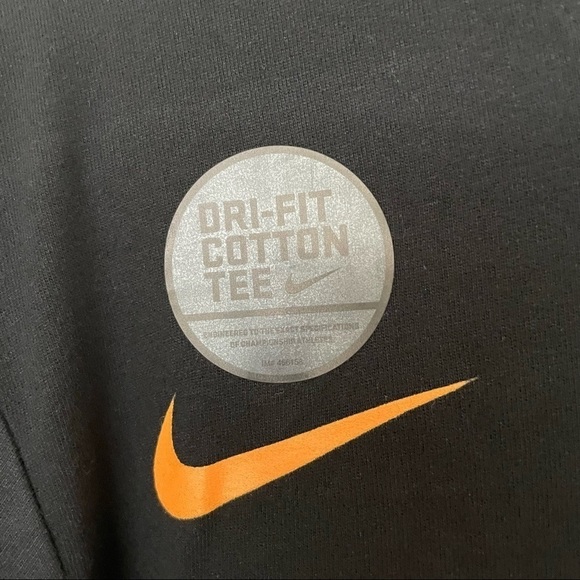 DRI-FIT
COTTON
TEE
ENGINEERED TO THE EXACT SPECIFICATIONS
OF CHAMPIONSHIP ATHLETES